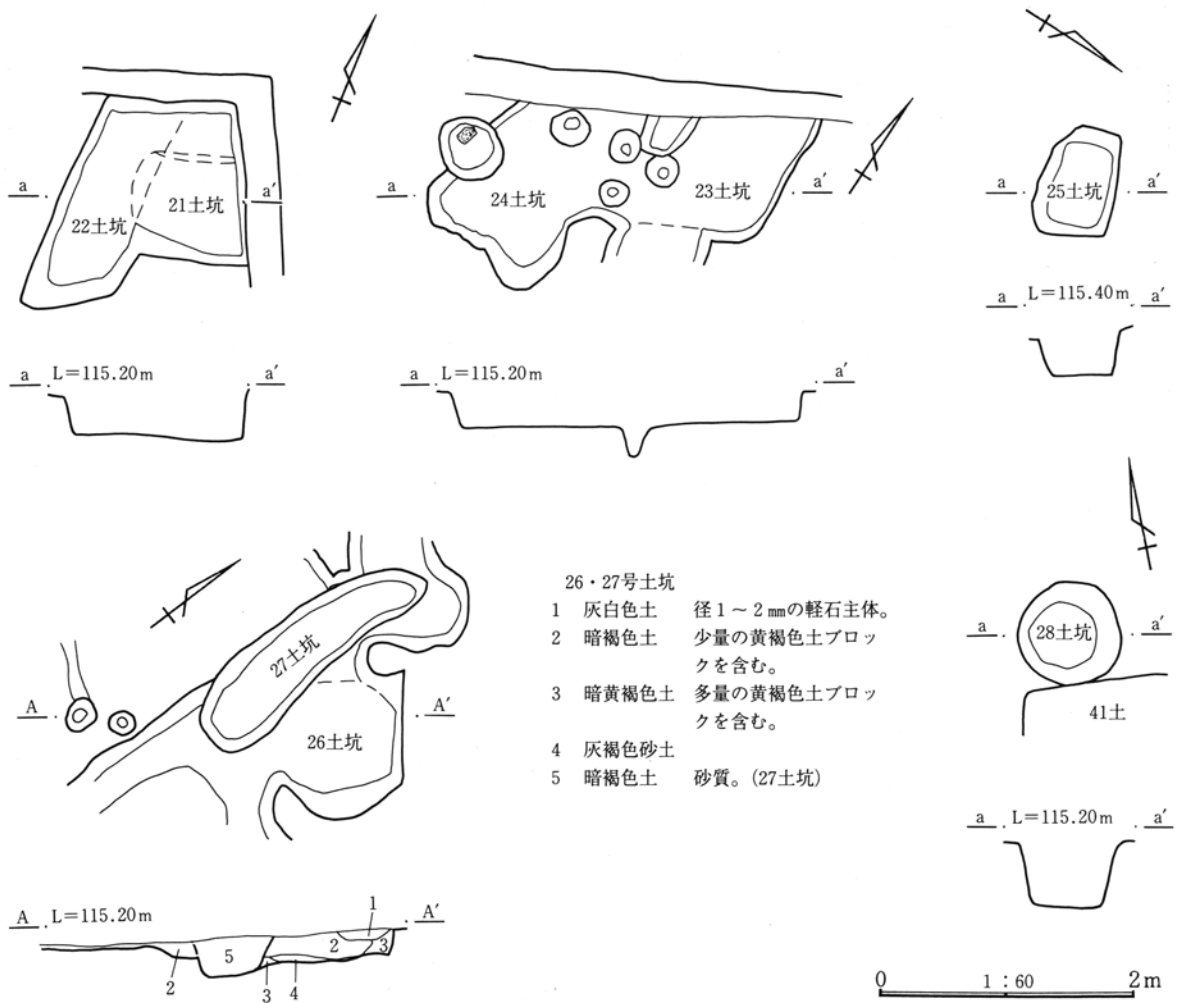 a
22土坑
21土坑
a′
a
24土坑
23土坑
a′
a
25土坑
a′
a L＝115.20m a′
a L＝115.20m a′
a L＝115.40m a′
A
27土坑
26土坑
A′
26・27号土坑
1 灰白色土 径1～2㎜の軽石主体。
2 暗褐色土 少量の黄褐色土ブロッ
クを含む。
3 暗黄褐色土 多量の黄褐色土ブロッ
クを含む。
4 灰褐色砂土
5 暗褐色土 砂質。(27土坑)
a
28土坑
a′
41土
a L＝115.20m a′
A L＝115.20m A′
1
2
5
2
3
3
4
0 1：60 2m